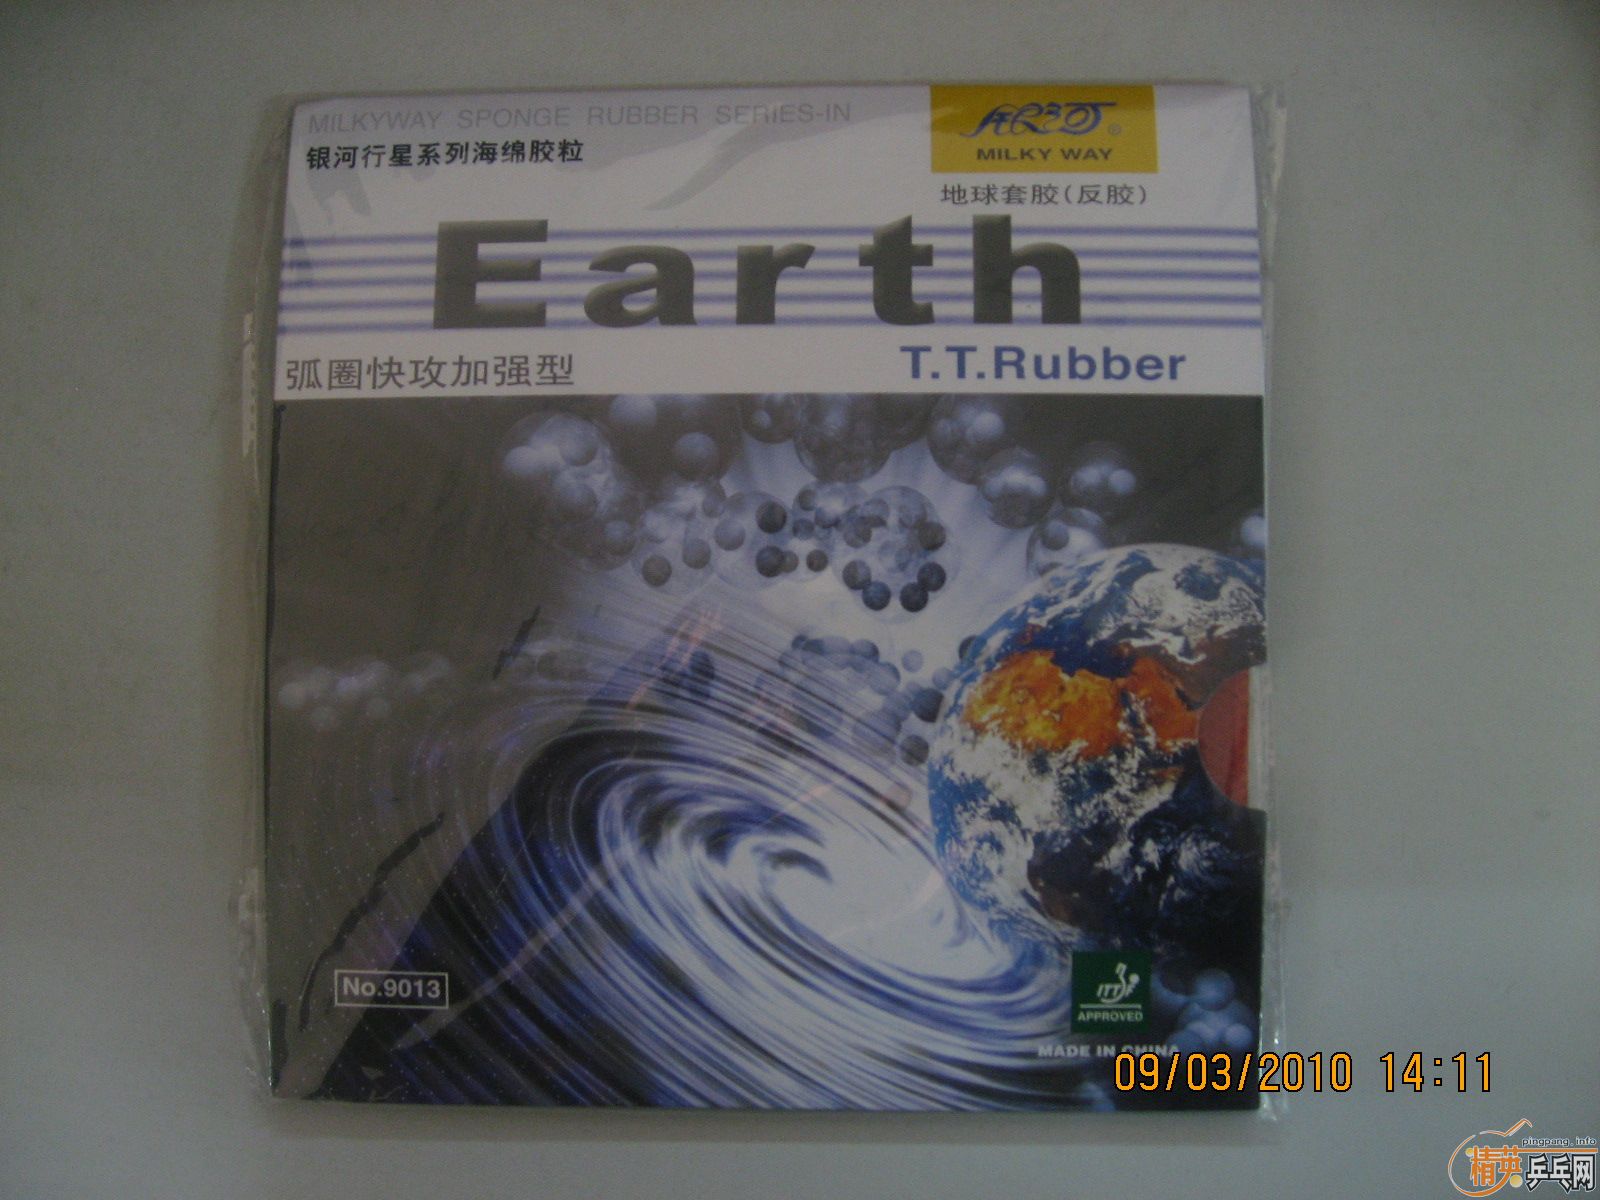 MILKYWAY SPONGE RUBBER SERIES-IN
银河行星系列海绵胶粒
®
MILKY WAY
地球套胶(反胶)
Earth
弧圈快攻加强型
T.T.Rubber
No.9013
ITTF
APPROVED
MADE IN CHINA
09/03/2010 14:11
pingpang.info
精英乒乓网